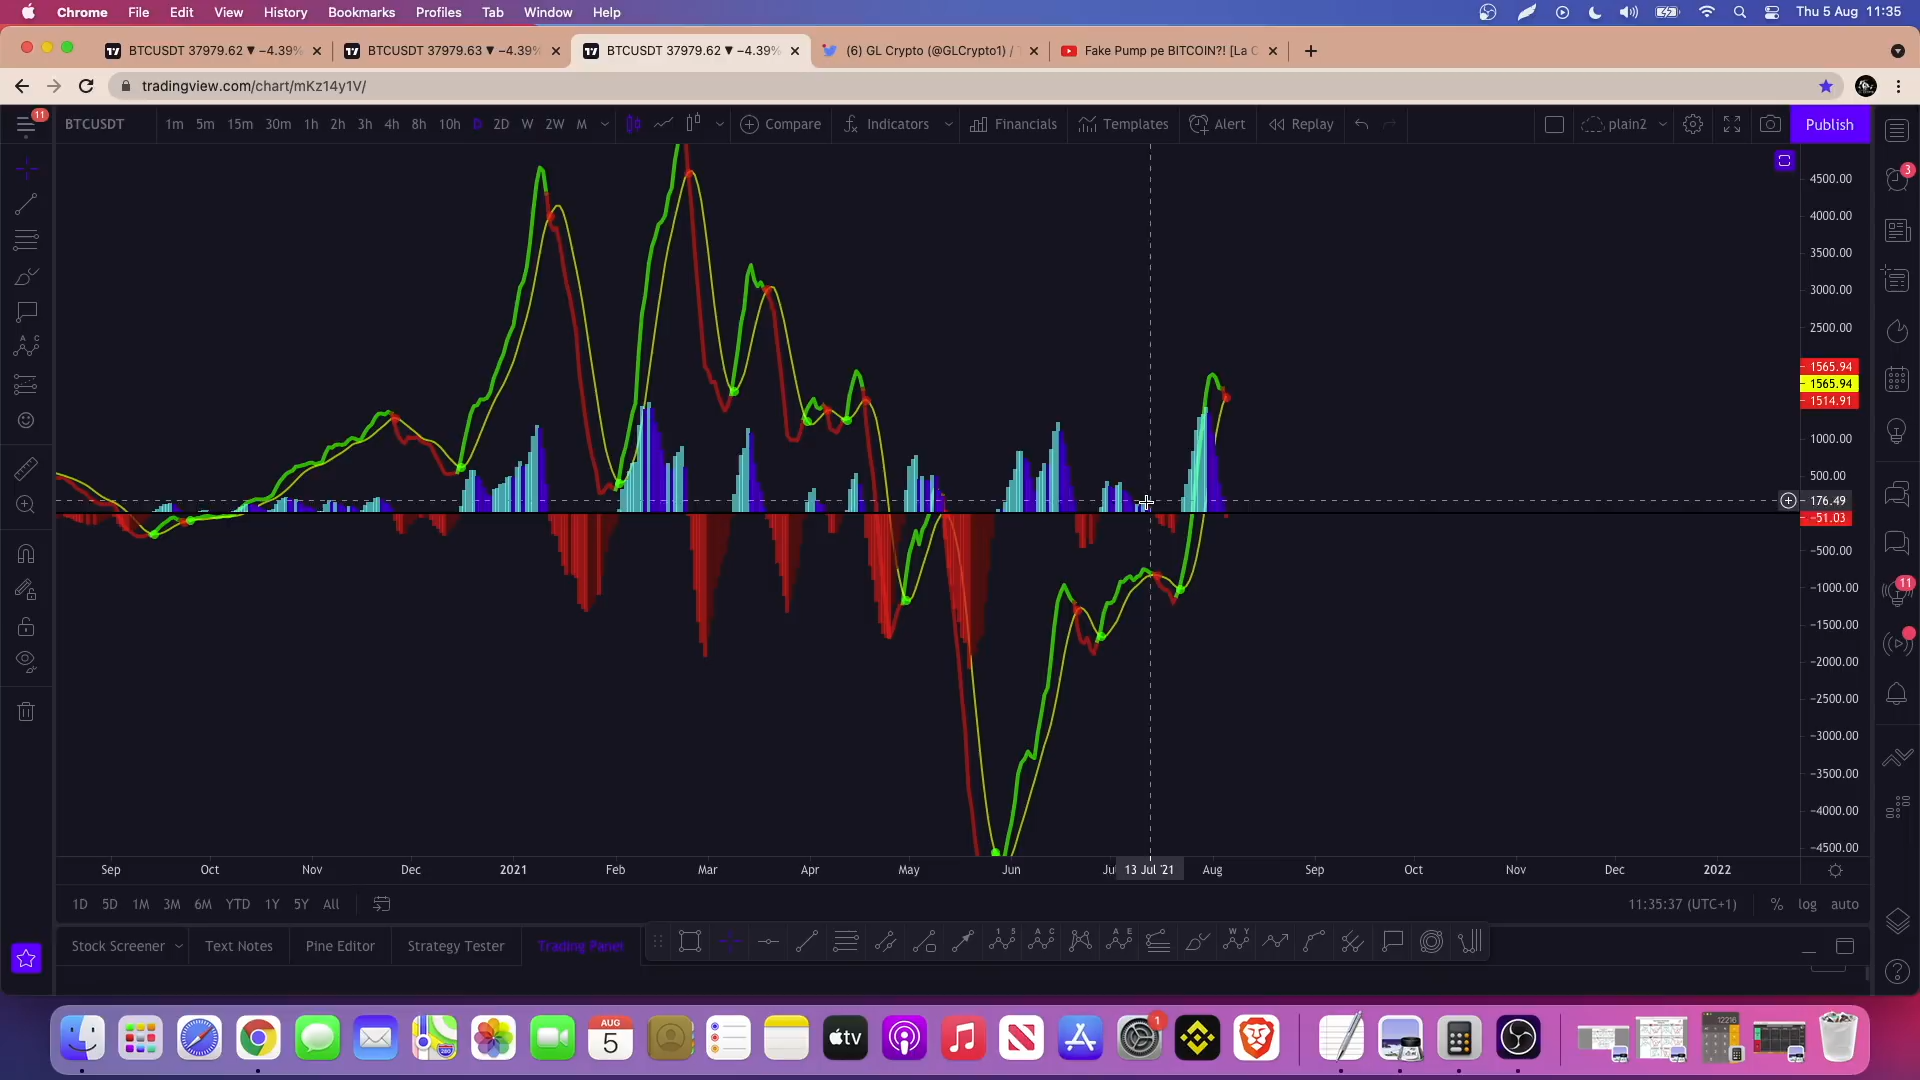 Chrome File Edit View History Bookmarks Profiles Tab Window Help Thu 5 Aug 11:35
BTCUSDT 37979.62 ▼ −4.39%
BTCUSDT 37979.63 ▼ −4.39%
BTCUSDT 37979.62 ▼ −4.39%
(6) GL Crypto (@GLCrypto1) /
Fake Pump pe BITCOIN?! [La
tradingview.com/chart/mKz14y1V/
11
BTCUSDT 1m 5m 15m 30m 1h 2h 3h 4h 8h 10h D 2D W 2W M Compare Indicators Financials Templates Alert Replay plain2 Publish
4500.00
4000.00
3500.00
3000.00
2500.00
1565.94
1565.94
1514.91
1000.00
500.00
176.49
−51.03
−500.00
−1000.00
−1500.00
−2000.00
−2500.00
−3000.00
−3500.00
−4000.00
−4500.00
3
11
Sep Oct Nov Dec 2021 Feb Mar Apr May Jun 13 Jul '21 Aug Sep Oct Nov Dec 2022
1D 5D 1M 3M 6M YTD 1Y 5Y All 11:35:37 (UTC+1) % log auto
Stock Screener Text Notes Pine Editor Strategy Tester Trading Panel
AUG
5
tv
1
12216